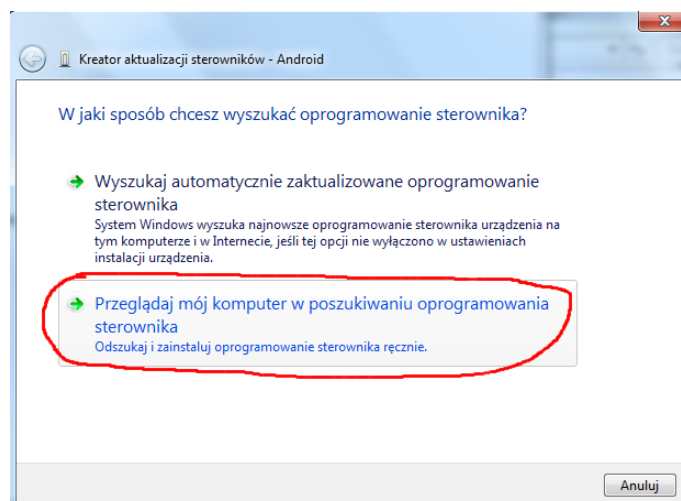 Kreator aktualizacji sterowników - Android
W jaki sposób chcesz wyszukać oprogramowanie sterownika?
Wyszukaj automatycznie zaktualizowane oprogramowanie
sterownika
System Windows wyszuka najnowsze oprogramowanie sterownika urządzenia na
tym komputerze i w Internecie, jeśli tej opcji nie wyłączono w ustawieniach
instalacji urządzenia.
Przeglądaj mój komputer w poszukiwaniu oprogramowania
sterownika
Odszukaj i zainstaluj oprogramowanie sterownika ręcznie.
Anuluj